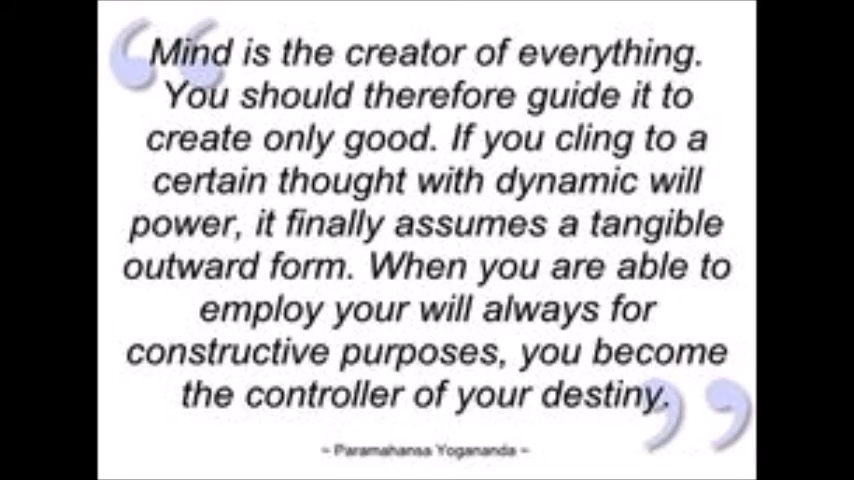 Mind is the creator of everything.
You should therefore guide it to
create only good. If you cling to a
certain thought with dynamic will
power, it finally assumes a tangible
outward form. When you are able to
employ your will always for
constructive purposes, you become
the controller of your destiny.
~ Paramahansa Yogananda ~